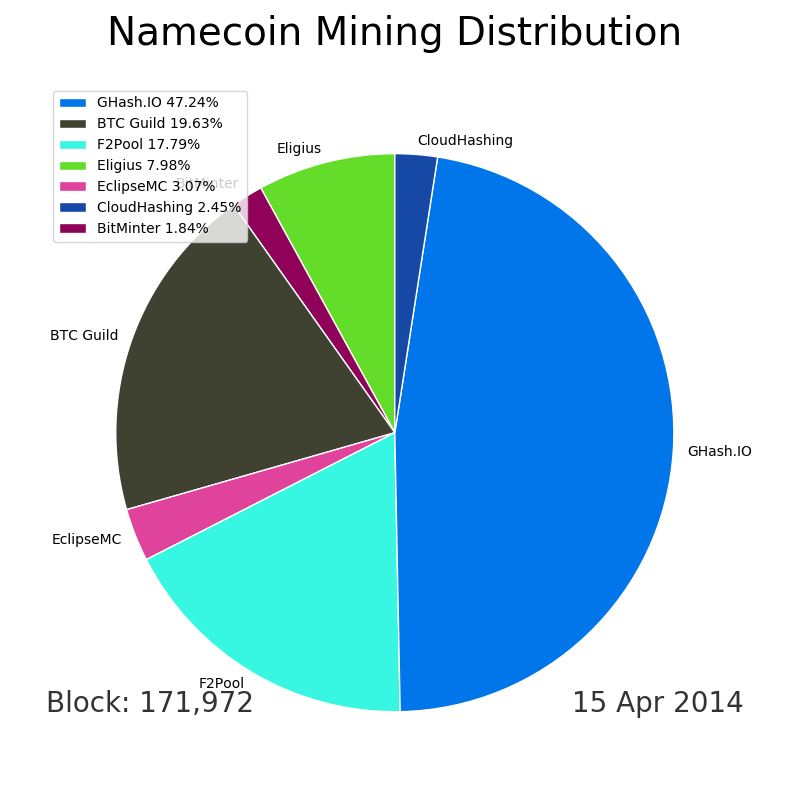 Namecoin Mining Distribution
GHash.IO 47.24%
BTC Guild 19.63%
F2Pool 17.79%
Eligius 7.98%
EclipseMC 3.07%
CloudHashing 2.45%
BitMinter 1.84%
CloudHashing
Eligius
BitMinter
BTC Guild
GHash.IO
EclipseMC
F2Pool
Block: 171,972
15 Apr 2014